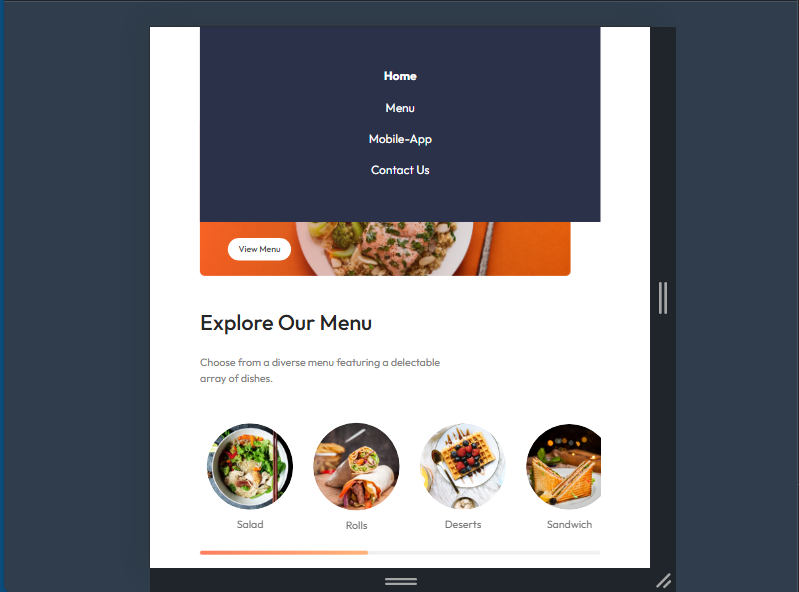 Home
Menu
Mobile-App
Contact Us
View Menu
Explore Our Menu
Choose from a diverse menu featuring a delectable
array of dishes.
Salad
Rolls
Deserts
Sandwich